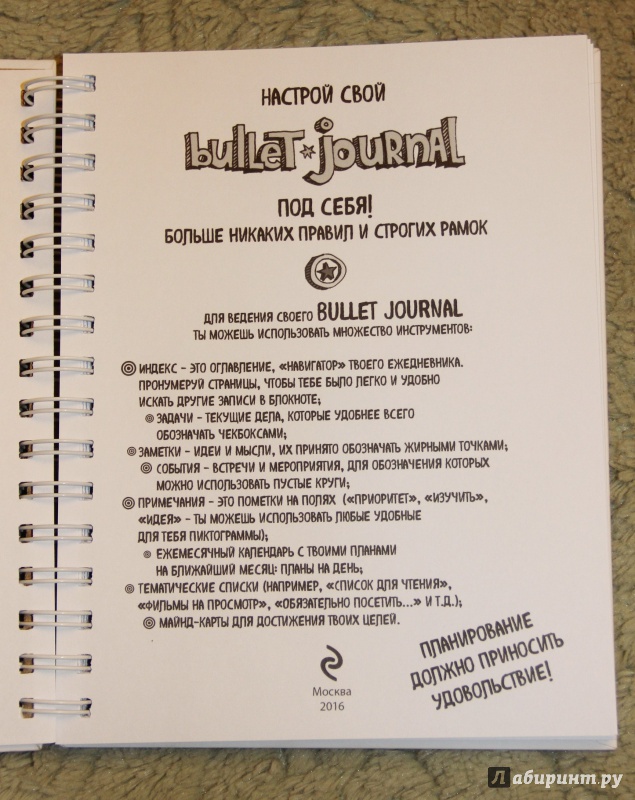 НАСТРОЙ СВОЙ
bullet journal
ПОД СЕБЯ!
БОЛЬШЕ НИКАКИХ ПРАВИЛ И СТРОГИХ РАМОК
ДЛЯ ВЕДЕНИЯ СВОЕГО BULLET JOURNAL
ТЫ МОЖЕШЬ ИСПОЛЬЗОВАТЬ МНОЖЕСТВО ИНСТРУМЕНТОВ:
ИНДЕКС – ЭТО ОГЛАВЛЕНИЕ, «НАВИГАТОР» ТВОЕГО ЕЖЕДНЕВНИКА.
ПРОНУМЕРУЙ СТРАНИЦЫ, ЧТОБЫ ТЕБЕ БЫЛО ЛЕГКО И УДОБНО
ИСКАТЬ ДРУГИЕ ЗАПИСИ В БЛОКНОТЕ;
ЗАДАЧИ – ТЕКУЩИЕ ДЕЛА, КОТОРЫЕ УДОБНЕЕ ВСЕГО
ОБОЗНАЧАТЬ ЧЕКБОКСАМИ;
ЗАМЕТКИ – ИДЕИ И МЫСЛИ, ИХ ПРИНЯТО ОБОЗНАЧАТЬ ЖИРНЫМИ ТОЧКАМИ;
СОБЫТИЯ – ВСТРЕЧИ И МЕРОПРИЯТИЯ, ДЛЯ ОБОЗНАЧЕНИЯ КОТОРЫХ
МОЖНО ИСПОЛЬЗОВАТЬ ПУСТЫЕ КРУГИ;
ПРИМЕЧАНИЯ – ЭТО ПОМЕТКИ НА ПОЛЯХ («ПРИОРИТЕТ», «ИЗУЧИТЬ»,
«ИДЕЯ» – ТЫ МОЖЕШЬ ИСПОЛЬЗОВАТЬ ЛЮБЫЕ УДОБНЫЕ
ДЛЯ ТЕБЯ ПИКТОГРАММЫ);
ЕЖЕМЕСЯЧНЫЙ КАЛЕНДАРЬ С ТВОИМИ ПЛАНАМИ
НА БЛИЖАЙШИЙ МЕСЯЦ: ПЛАНЫ НА ДЕНЬ;
ТЕМАТИЧЕСКИЕ СПИСКИ (НАПРИМЕР, «СПИСОК ДЛЯ ЧТЕНИЯ»,
«ФИЛЬМЫ НА ПРОСМОТР», «ОБЯЗАТЕЛЬНО ПОСЕТИТЬ...» И Т.Д.);
МАЙНД-КАРТЫ ДЛЯ ДОСТИЖЕНИЯ ТВОИХ ЦЕЛЕЙ.
ПЛАНИРОВАНИЕ
ДОЛЖНО ПРИНОСИТЬ
УДОВОЛЬСТВИЕ!
Москва
2016
Лабиринт.ру